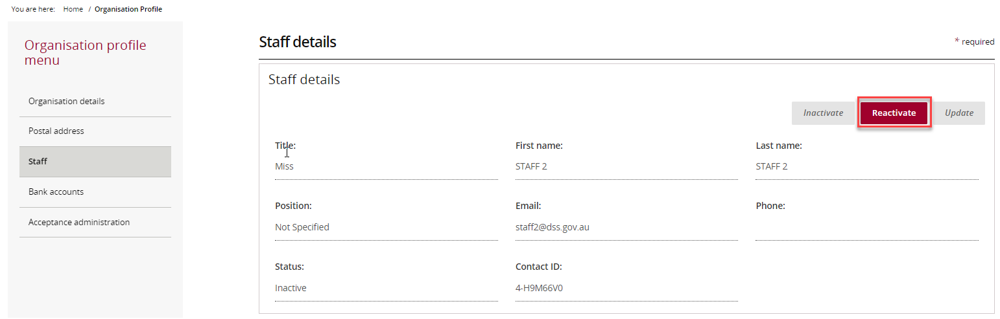 You are here: Home / Organisation Profile
Organisation profile
menu
Organisation details
Postal address
Staff
Bank accounts
Acceptance administration
Staff details
* required
Staff details
Inactivate Reactivate Update
Title: First name: Last name:
Miss STAFF 2 STAFF 2
Position: Email: Phone:
Not Specified staff2@dss.gov.au
Status: Contact ID:
Inactive 4-H9M66V0